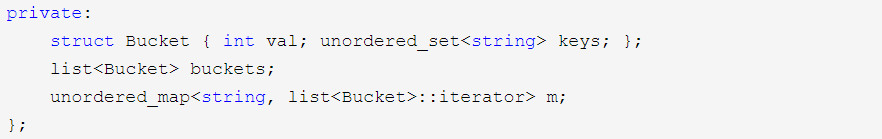 private:
    struct Bucket { int val; unordered_set<string> keys; };
    list<Bucket> buckets;
    unordered_map<string, list<Bucket>::iterator> m;
};